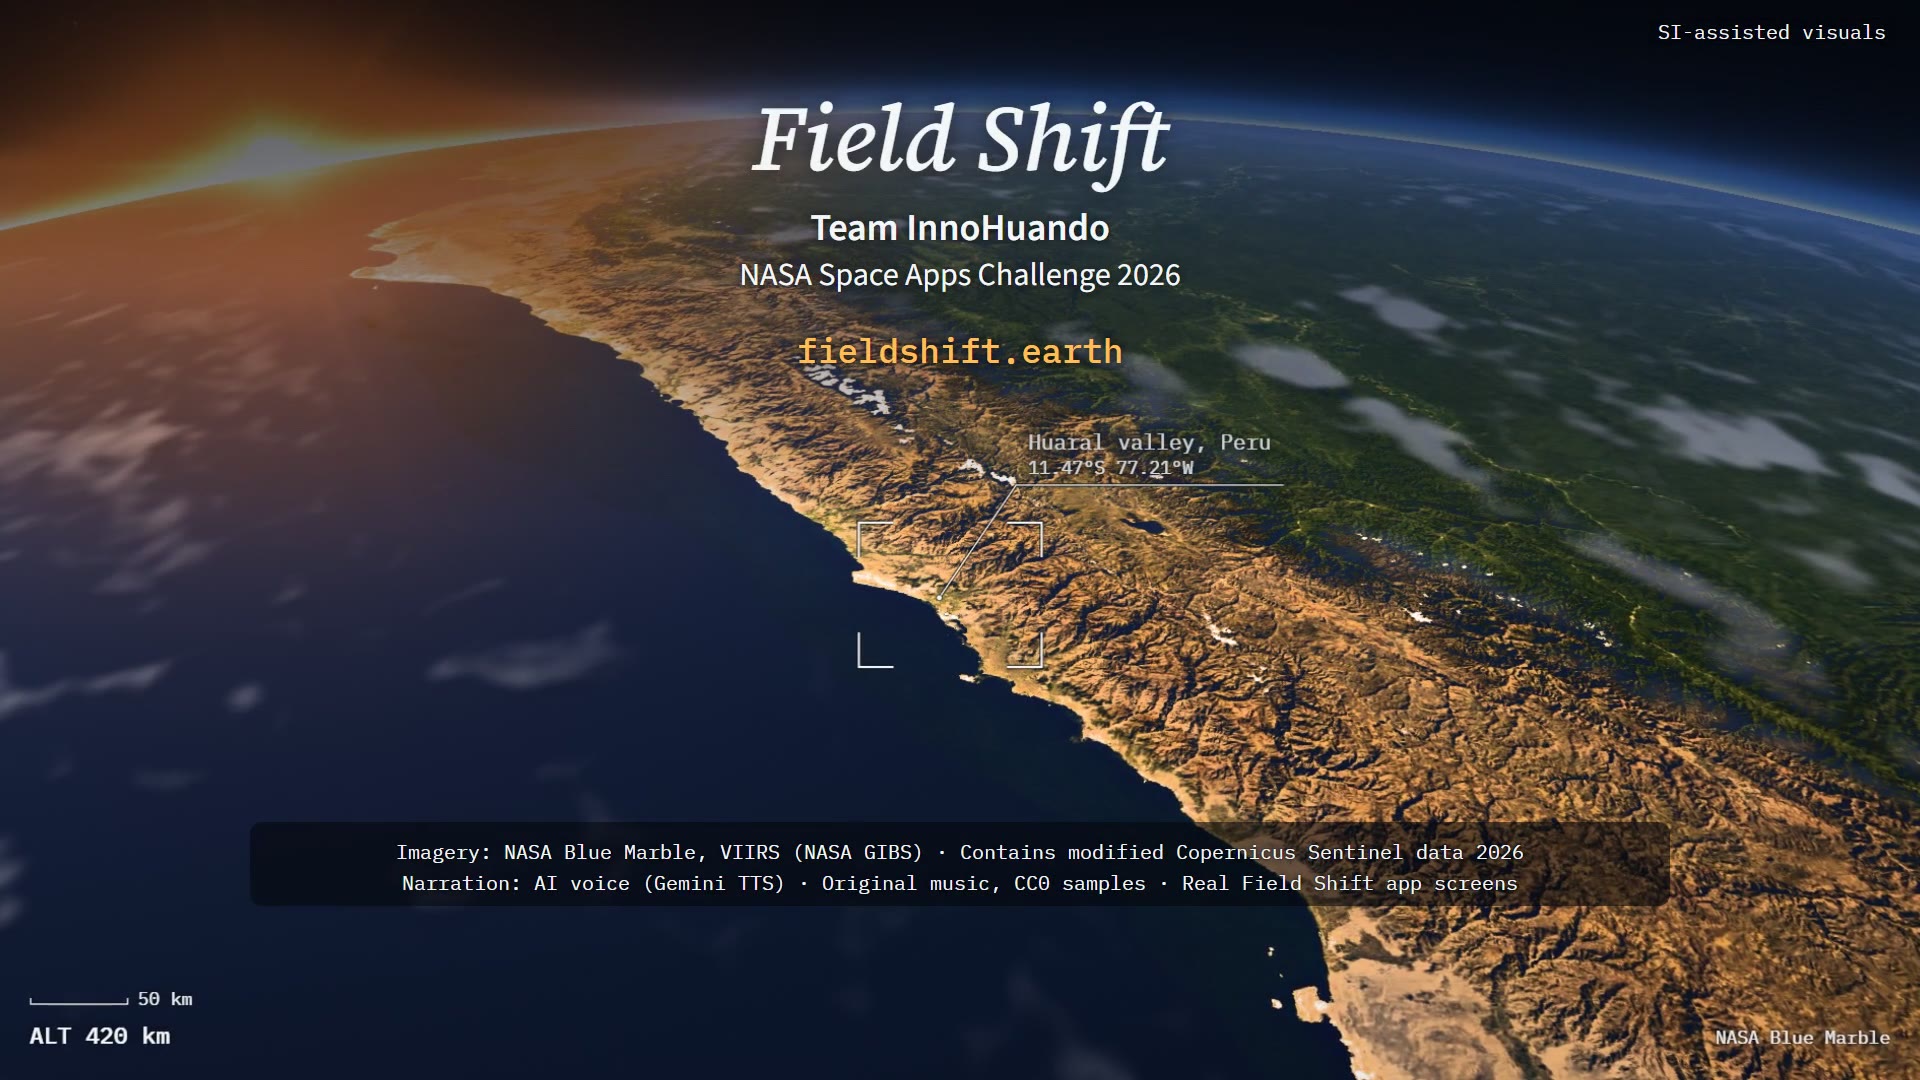 SI-assisted visuals
Field Shift
Team InnoHuando
NASA Space Apps Challenge 2026
fieldshift.earth
Huaral valley, Peru
11.47°S 77.21°W
Imagery: NASA Blue Marble, VIIRS (NASA GIBS) · Contains modified Copernicus Sentinel data 2026
Narration: AI voice (Gemini TTS) · Original music, CC0 samples · Real Field Shift app screens
50 km
ALT 420 km
NASA Blue Marble